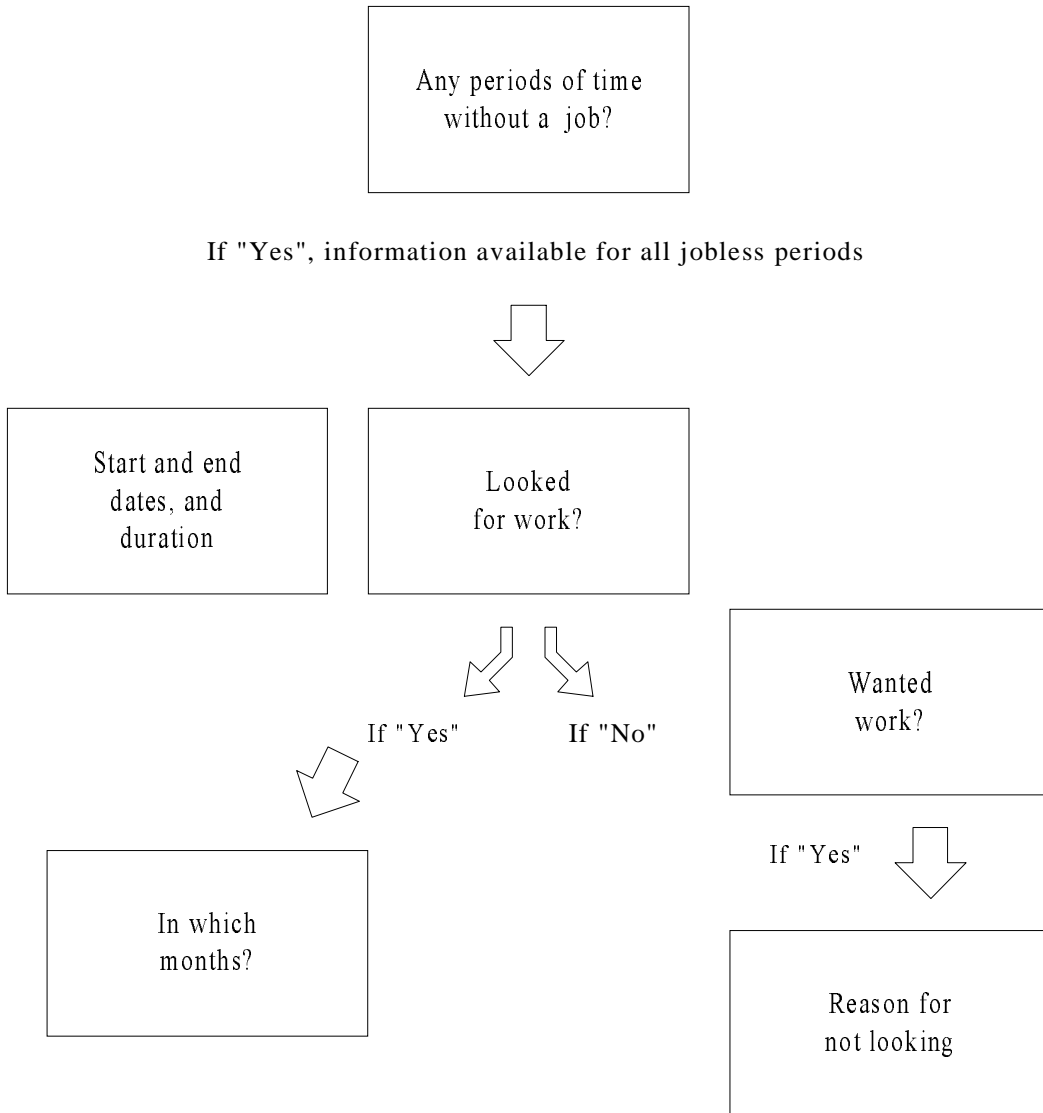 Any periods of time
without a job?
If "Yes", information available for all jobless periods
Start and end
dates, and
duration
Looked
for work?
Wanted
work?
If "Yes"
If "No"
If "Yes"
In which
months?
Reason for
not looking